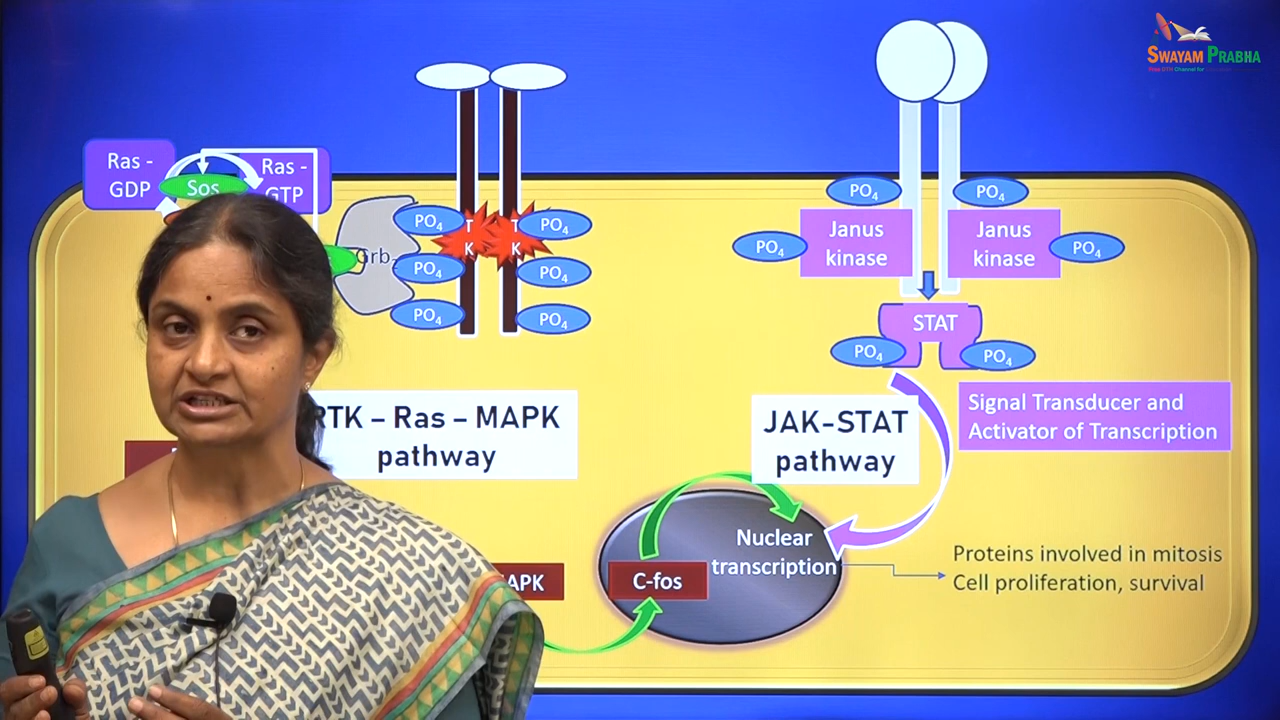 SWAYAM PRABHA
Ras -
GDP
Sos
Ras -
GTP
Grb2
PO4
PO4
PO4
T
K
T
K
PO4
PO4
PO4
PO4
PO4
PO4
Janus
kinase
Janus
kinase
PO4
STAT
PO4
PO4
RTK – Ras – MAPK
pathway
JAK-STAT
pathway
Signal Transducer and
Activator of Transcription
Nuclear
transcription
C-fos
APK
Proteins involved in mitosis
Cell proliferation, survival